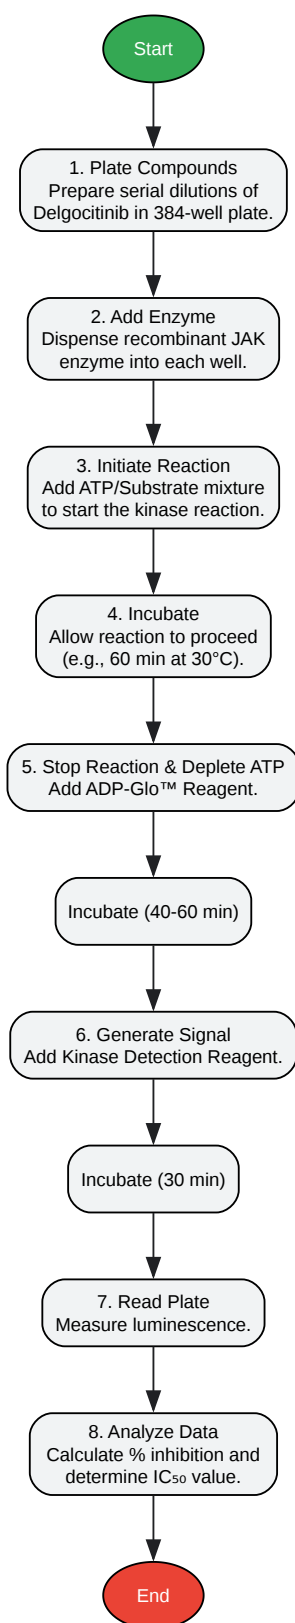 Start
1. Plate Compounds
Prepare serial dilutions of
Delgocitinib in 384-well plate.
2. Add Enzyme
Dispense recombinant JAK
enzyme into each well.
3. Initiate Reaction
Add ATP/Substrate mixture
to start the kinase reaction.
4. Incubate
Allow reaction to proceed
(e.g., 60 min at 30°C).
5. Stop Reaction & Deplete ATP
Add ADP-Glo™ Reagent.
Incubate (40-60 min)
6. Generate Signal
Add Kinase Detection Reagent.
Incubate (30 min)
7. Read Plate
Measure luminescence.
8. Analyze Data
Calculate % inhibition and
determine IC₅₀ value.
End